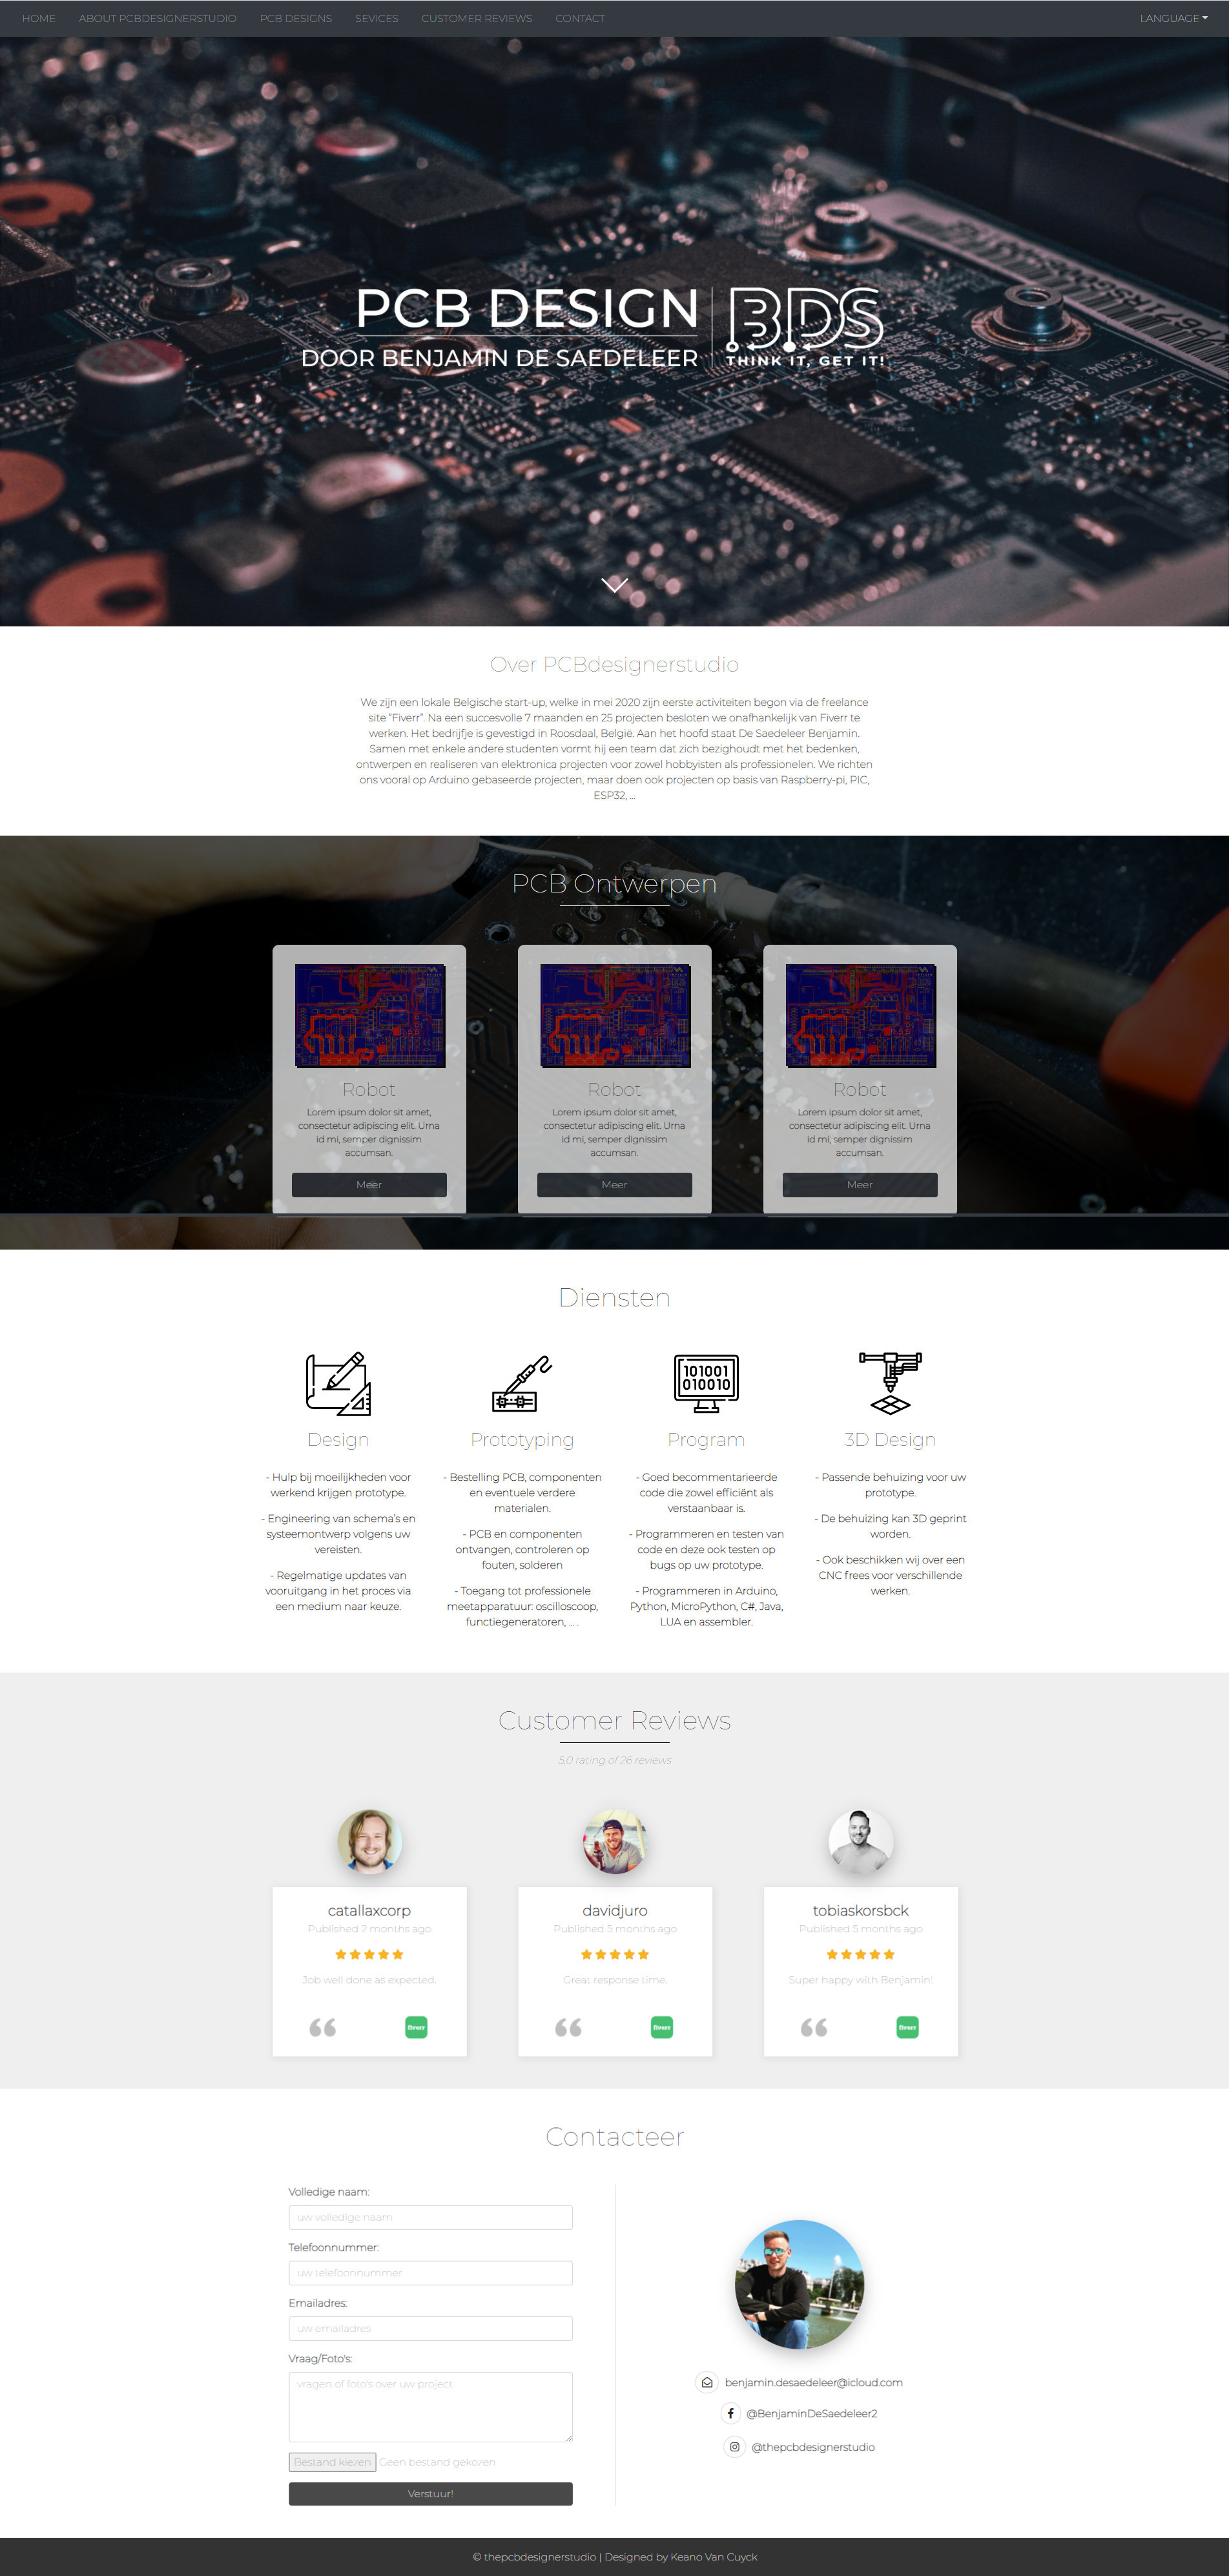 HOME ABOUT PCBDESIGNERSTUDIO PCB DESIGNS SEVICES CUSTOMER REVIEWS CONTACT LANGUAGE
PCB DESIGN
DOOR BENJAMIN DE SAEDELEER
BDS
THINK IT, GET IT!
Over PCBdesignerstudio
We zijn een lokale Belgische start-up, welke in mei 2020 zijn eerste activiteiten begon via de freelance
site "Fiverr". Na een succesvolle 7 maanden en 25 projecten besloten we onafhankelijk van Fiverr te
werken. Het bedrijfje is gevestigd in Roosdaal, België. Aan het hoofd staat De Saedeleer Benjamin.
Samen met enkele andere studenten vormt hij een team dat zich bezighoudt met het bedenken,
ontwerpen en realiseren van elektronica projecten voor zowel hobbyisten als professionelen. We richten
ons vooral op Arduino gebaseerde projecten, maar doen ook projecten op basis van Raspberry-pi, PIC,
ESP32, ...
PCB Ontwerpen
Robot
Lorem ipsum dolor sit amet,
consectetur adipiscing elit. Urna
id mi, semper dignissim
accumsan.
Meer
Robot
Lorem ipsum dolor sit amet,
consectetur adipiscing elit. Urna
id mi, semper dignissim
accumsan.
Meer
Robot
Lorem ipsum dolor sit amet,
consectetur adipiscing elit. Urna
id mi, semper dignissim
accumsan.
Meer
Diensten
101001
010010
Design
- Hulp bij moeilijkheden voor
werkend krijgen prototype.
- Engineering van schema's en
systeemontwerp volgens uw
vereisten.
- Regelmatige updates van
vooruitgang in het proces via
een medium naar keuze.
Prototyping
- Bestelling PCB, componenten
en eventuele verdere
materialen.
- PCB en componenten
ontvangen, controleren op
fouten, solderen
- Toegang tot professionele
meetapparatuur: oscilloscoop,
functiegeneratoren, ... .
Program
- Goed becommentarieerde
code die zowel efficiënt als
verstaanbaar is.
- Programmeren en testen van
code en deze ook testen op
bugs op uw prototype.
- Programmeren in Arduino,
Python, MicroPython, C#, Java,
LUA en assembler.
3D Design
- Passende behuizing voor uw
prototype.
- De behuizing kan 3D geprint
worden.
- Ook beschikken wij over een
CNC frees voor verschillende
werken.
Customer Reviews
5.0 rating of 26 reviews
catallaxcorp
Published 2 months ago
Job well done as expected.
fiverr
davidjuro
Published 5 months ago
Great response time.
fiverr
tobiaskorsbck
Published 5 months ago
Super happy with Benjamin!
fiverr
Contacteer
Volledige naam:
uw volledige naam
Telefoonnummer:
uw telefoonnummer
Emailadres:
uw emailadres
Vraag/Foto's:
vragen of foto's over uw project
Bestand kiezen Geen bestand gekozen
Verstuur!
benjamin.desaedeleer@icloud.com
@BenjaminDeSaedeleer2
@thepcbdesignerstudio
© thepcbdesignerstudio | Designed by Keano Van Cuyck